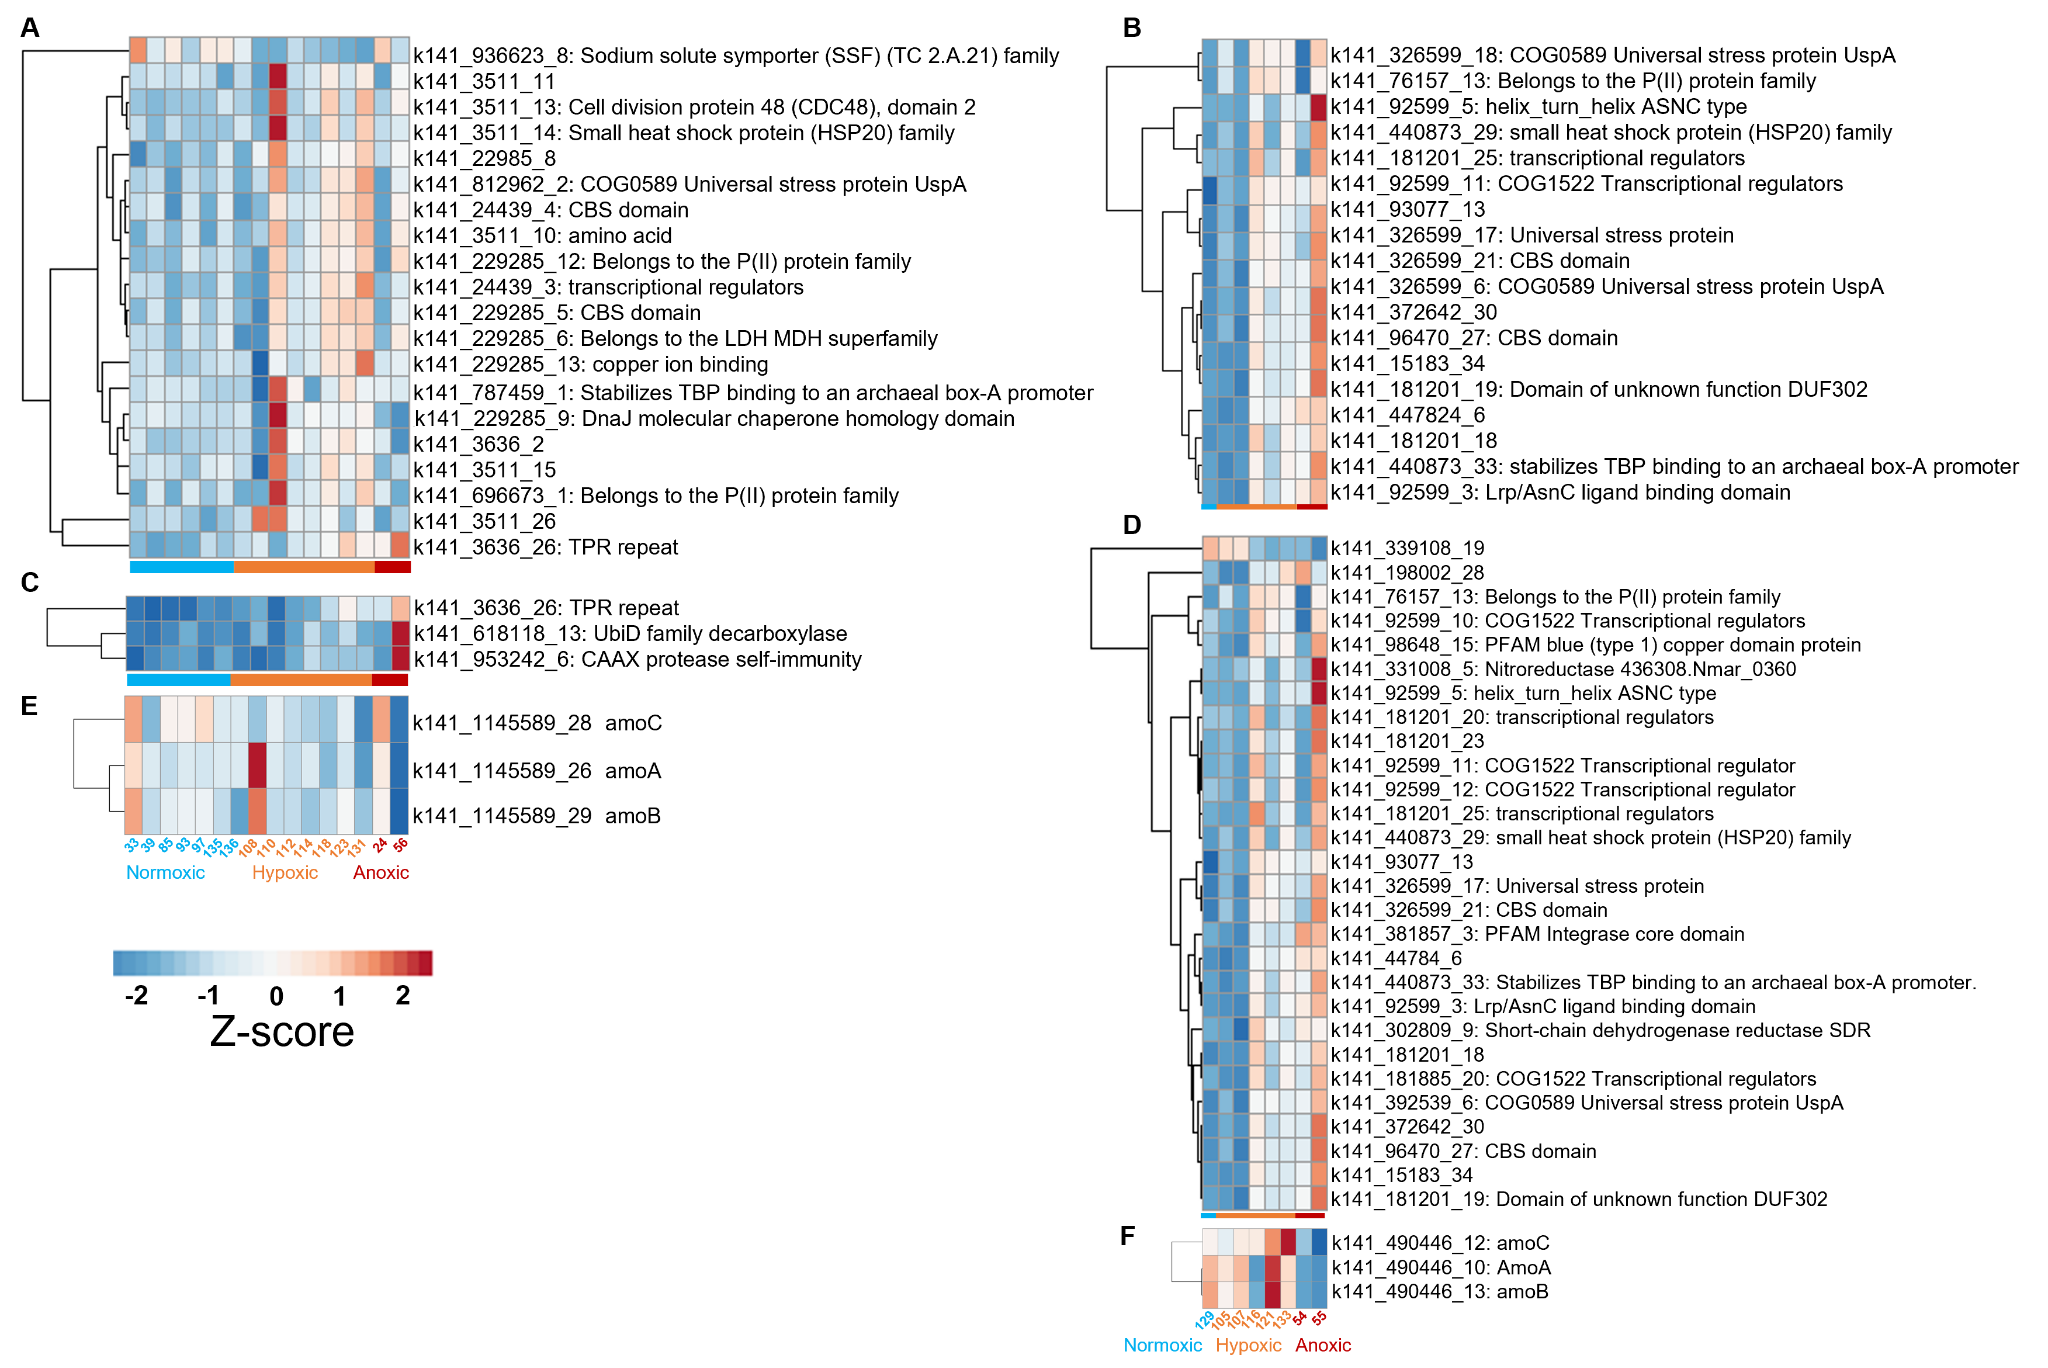 A
k141_936623_8: Sodium solute symporter (SSF) (TC 2.A.21) family
k141_3511_11
k141_3511_13: Cell division protein 48 (CDC48), domain 2
k141_3511_14: Small heat shock protein (HSP20) family
k141_22985_8
k141_812962_2: COG0589 Universal stress protein UspA
k141_24439_4: CBS domain
k141_3511_10: amino acid
k141_229285_12: Belongs to the P(II) protein family
k141_24439_3: transcriptional regulators
k141_229285_5: CBS domain
k141_229285_6: Belongs to the LDH MDH superfamily
k141_229285_13: copper ion binding
k141_787459_1: Stabilizes TBP binding to an archaeal box-A promoter
k141_229285_9: DnaJ molecular chaperone homology domain
k141_3636_2
k141_3511_15
k141_696673_1: Belongs to the P(II) protein family
k141_3511_26
k141_3636_26: TPR repeat
C
k141_3636_26: TPR repeat
k141_618118_13: UbiD family decarboxylase
k141_953242_6: CAAX protease self-immunity
E
k141_1145589_28 amoC
k141_1145589_26 amoA
k141_1145589_29 amoB
33 39 85 93 97 135 136 108 110 112 114 118 123 131 24 56
Normoxic Hypoxic Anoxic
-2 -1 0 1 2
Z-score
B
k141_326599_18: COG0589 Universal stress protein UspA
k141_76157_13: Belongs to the P(II) protein family
k141_92599_5: helix_turn_helix ASNC type
k141_440873_29: small heat shock protein (HSP20) family
k141_181201_25: transcriptional regulators
k141_92599_11: COG1522 Transcriptional regulators
k141_93077_13
k141_326599_17: Universal stress protein
k141_326599_21: CBS domain
k141_326599_6: COG0589 Universal stress protein UspA
k141_372642_30
k141_96470_27: CBS domain
k141_15183_34
k141_181201_19: Domain of unknown function DUF302
k141_447824_6
k141_181201_18
k141_440873_33: stabilizes TBP binding to an archaeal box-A promoter
k141_92599_3: Lrp/AsnC ligand binding domain
D
k141_339108_19
k141_198002_28
k141_76157_13: Belongs to the P(II) protein family
k141_92599_10: COG1522 Transcriptional regulators
k141_98648_15: PFAM blue (type 1) copper domain protein
k141_331008_5: Nitroreductase 436308.Nmar_0360
k141_92599_5: helix_turn_helix ASNC type
k141_181201_20: transcriptional regulators
k141_181201_23
k141_92599_11: COG1522 Transcriptional regulator
k141_92599_12: COG1522 Transcriptional regulator
k141_181201_25: transcriptional regulators
k141_440873_29: small heat shock protein (HSP20) family
k141_93077_13
k141_326599_17: Universal stress protein
k141_326599_21: CBS domain
k141_381857_3: PFAM Integrase core domain
k141_44784_6
k141_440873_33: Stabilizes TBP binding to an archaeal box-A promoter.
k141_92599_3: Lrp/AsnC ligand binding domain
k141_302809_9: Short-chain dehydrogenase reductase SDR
k141_181201_18
k141_181885_20: COG1522 Transcriptional regulators
k141_392539_6: COG0589 Universal stress protein UspA
k141_372642_30
k141_96470_27: CBS domain
k141_15183_34
k141_181201_19: Domain of unknown function DUF302
F
k141_490446_12: amoC
k141_490446_10: AmoA
k141_490446_13: amoB
129 105 107 116 121 133 54 55
Normoxic Hypoxic Anoxic